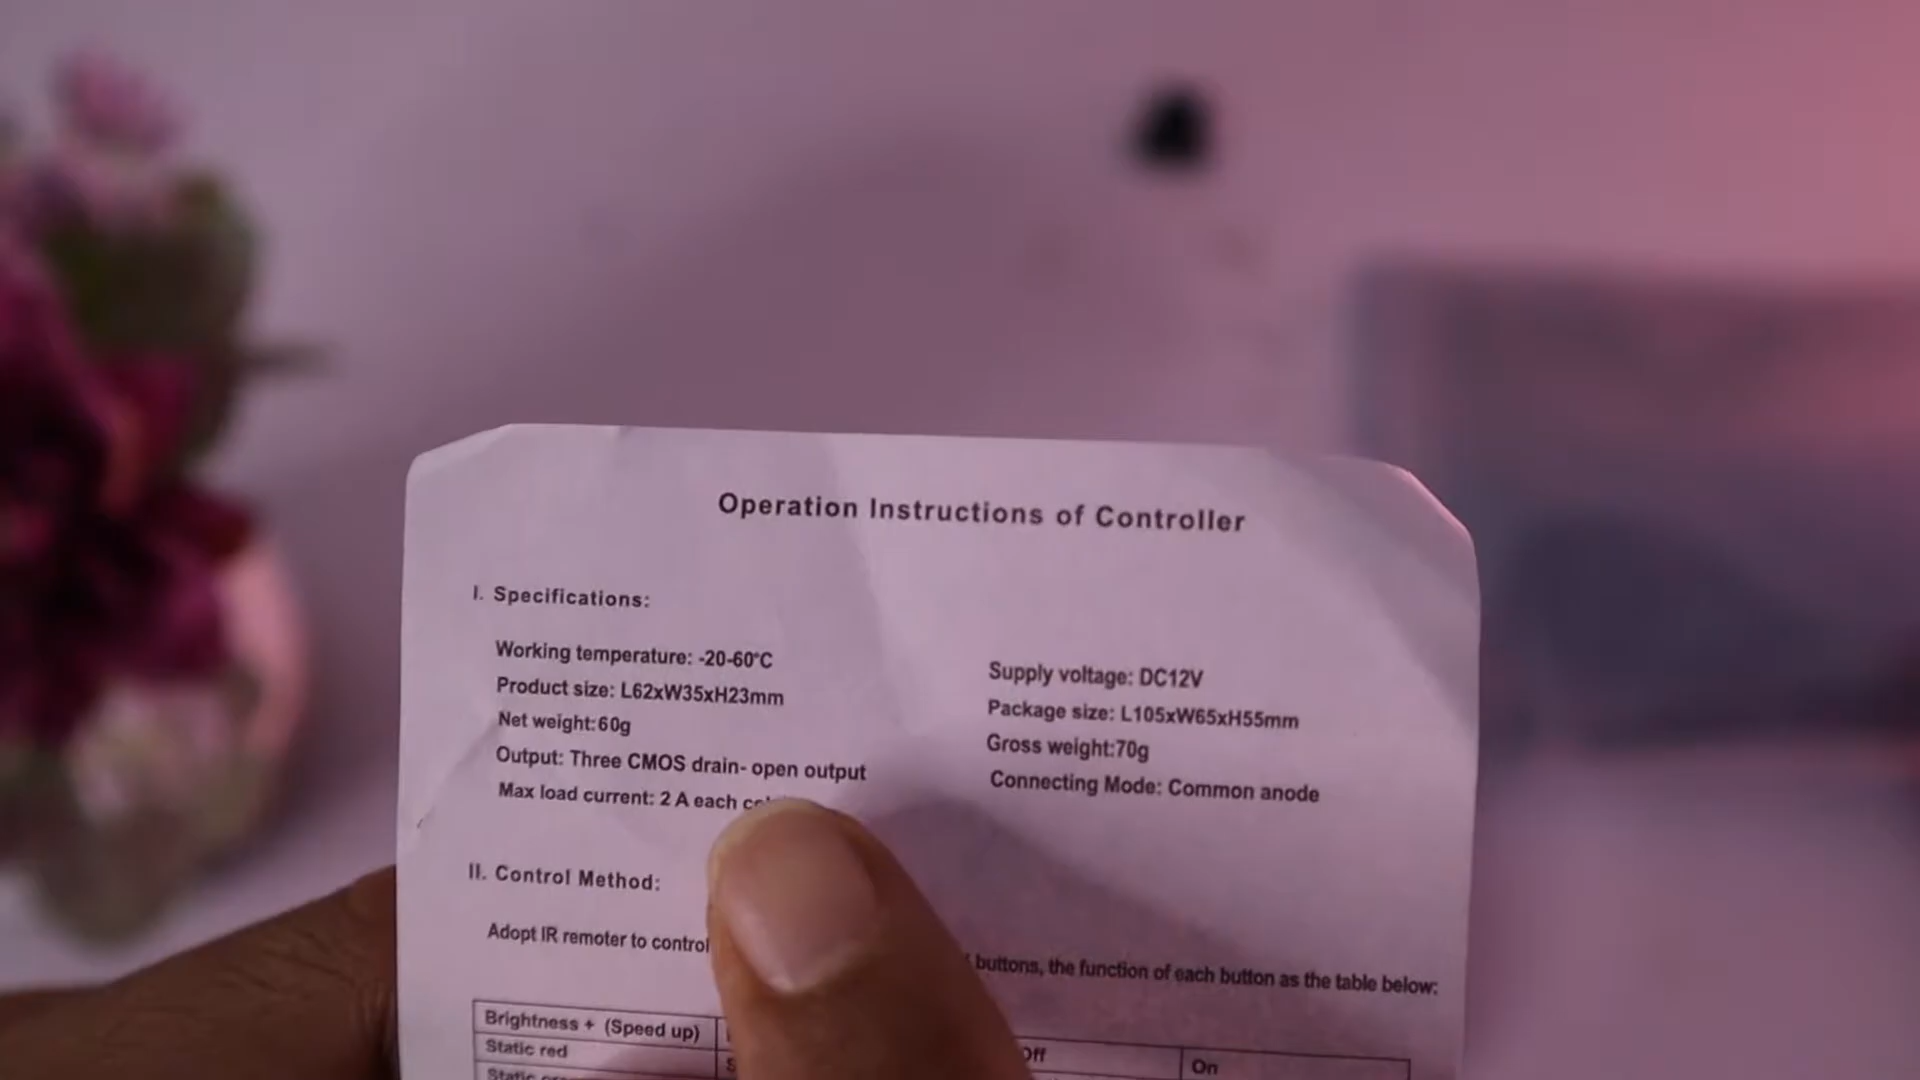 Operation Instructions of Controller
I. Specifications:
Working temperature: -20-60°C
Product size: L62xW35xH23mm
Net weight:60g
Output: Three CMOS drain- open output
Max load current: 2 A each
Supply voltage: DC12V
Package size: L105xW65xH55mm
Gross weight:70g
Connecting Mode: Common anode
II. Control Method:
Adopt IR remoter to control
buttons, the function of each button as the table below:
Brightness + (Speed up)
Off
On
Static red
Static